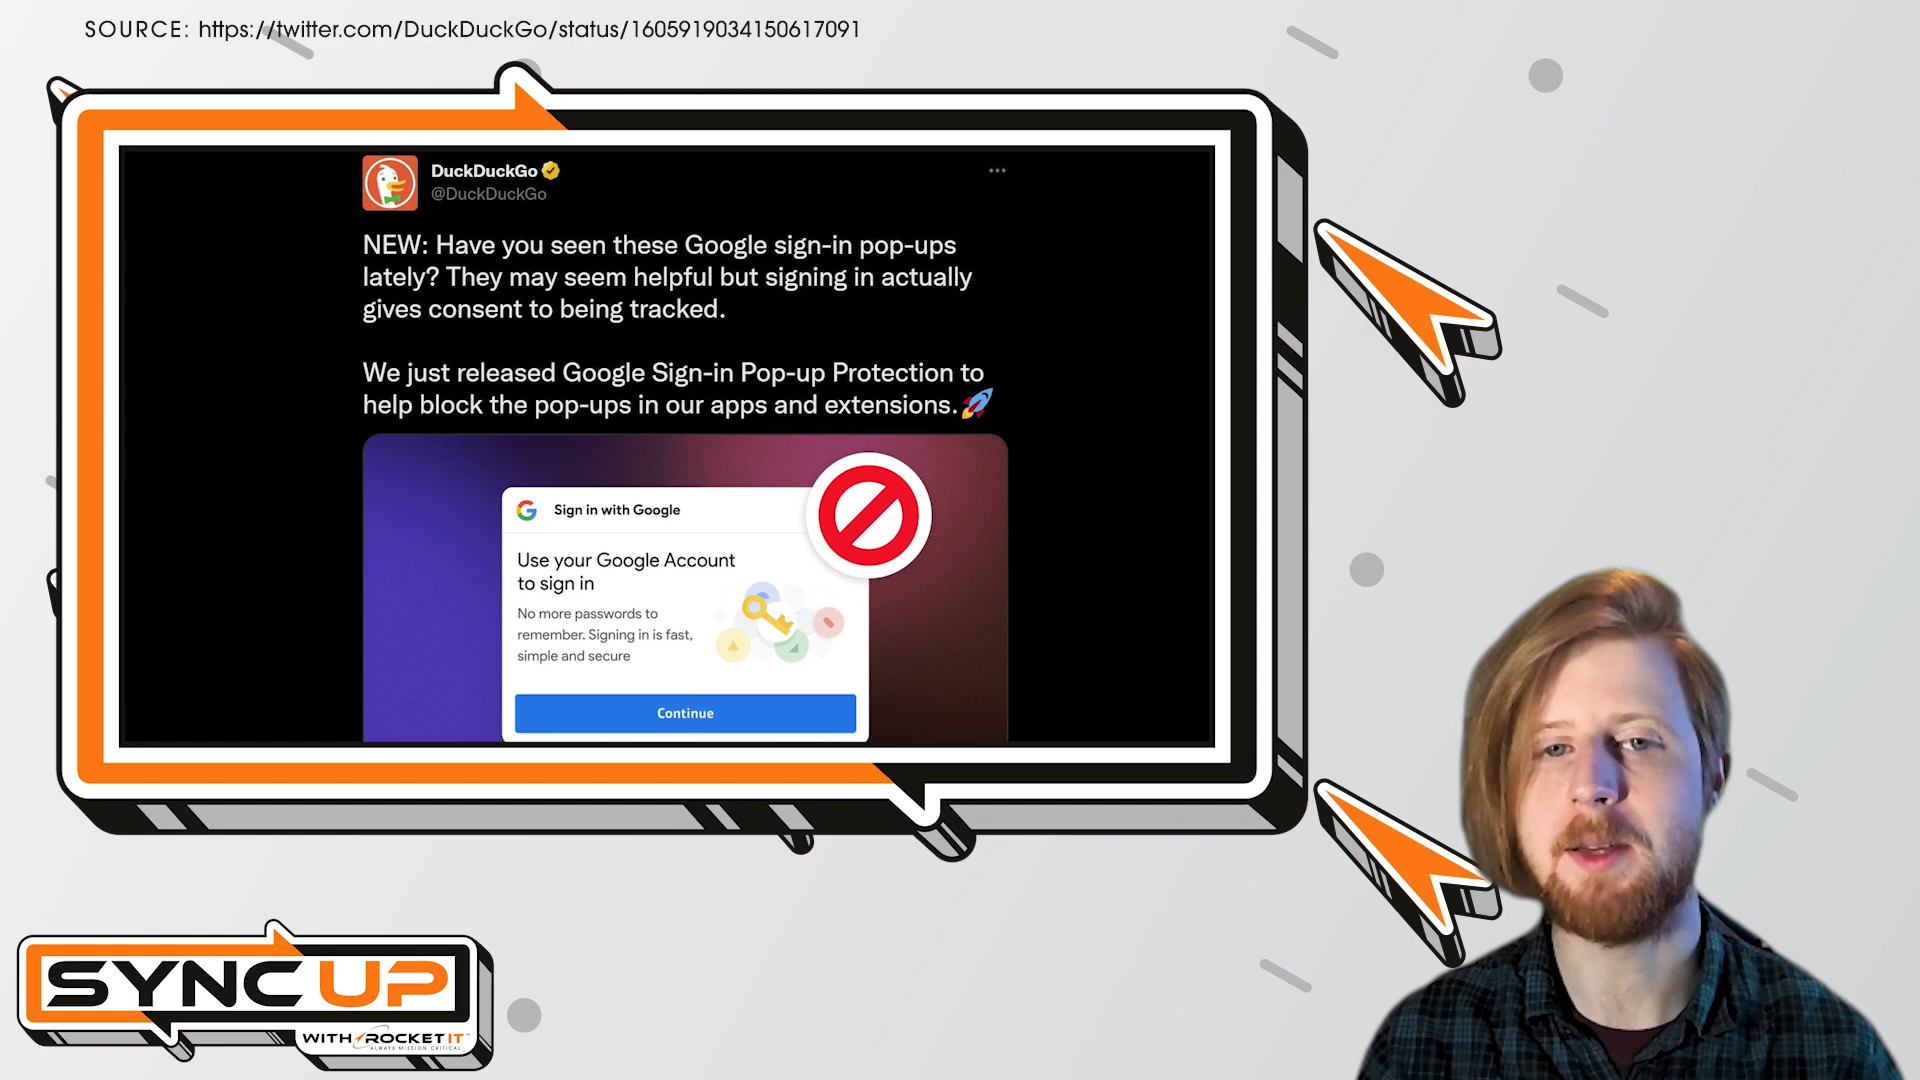 SOURCE: https://twitter.com/DuckDuckGo/status/1605919034150617091
DuckDuckGo
@DuckDuckGo
NEW: Have you seen these Google sign-in pop-ups
lately? They may seem helpful but signing in actually
gives consent to being tracked.
We just released Google Sign-in Pop-up Protection to
help block the pop-ups in our apps and extensions.
Sign in with Google
Use your Google Account
to sign in
No more passwords to
remember. Signing in is fast,
simple and secure
Continue
SYNC UP
WITH ROCKET IT
ALWAYS MISSION CRITICAL